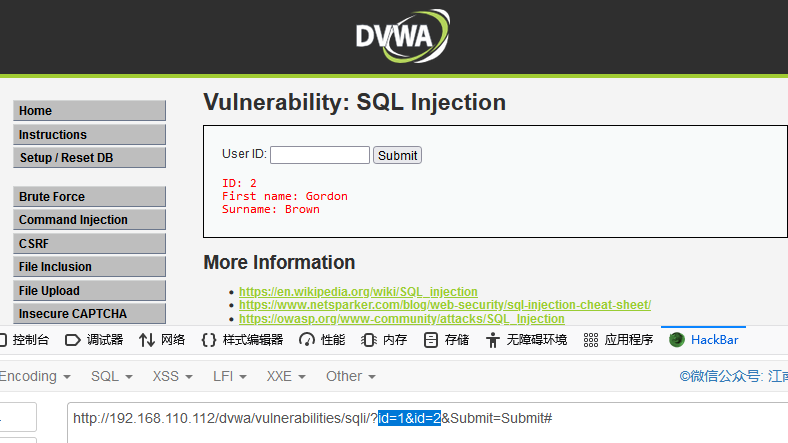 DVWA
Home
Instructions
Setup / Reset DB
Brute Force
Command Injection
CSRF
File Inclusion
File Upload
Insecure CAPTCHA
Vulnerability: SQL Injection
User ID: Submit
ID: 2
First name: Gordon
Surname: Brown
More Information
https://en.wikipedia.org/wiki/SQL_injection
https://www.netsparker.com/blog/web-security/sql-injection-cheat-sheet/
https://owasp.org/www-community/attacks/SQL_Injection
控制台 调试器 网络 样式编辑器 性能 内存 存储 无障碍环境 应用程序 HackBar
Encoding SQL XSS LFI XXE Other ©微信公众号: 江南
http://192.168.110.112/dvwa/vulnerabilities/sqli/?id=1&id=2&Submit=Submit#